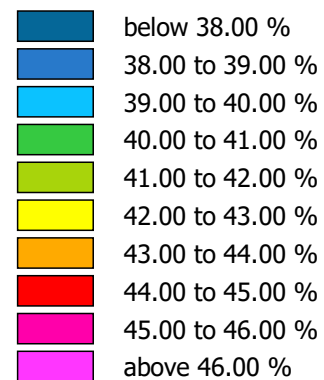 below 38.00 %
38.00 to 39.00 %
39.00 to 40.00 %
40.00 to 41.00 %
41.00 to 42.00 %
42.00 to 43.00 %
43.00 to 44.00 %
44.00 to 45.00 %
45.00 to 46.00 %
above 46.00 %